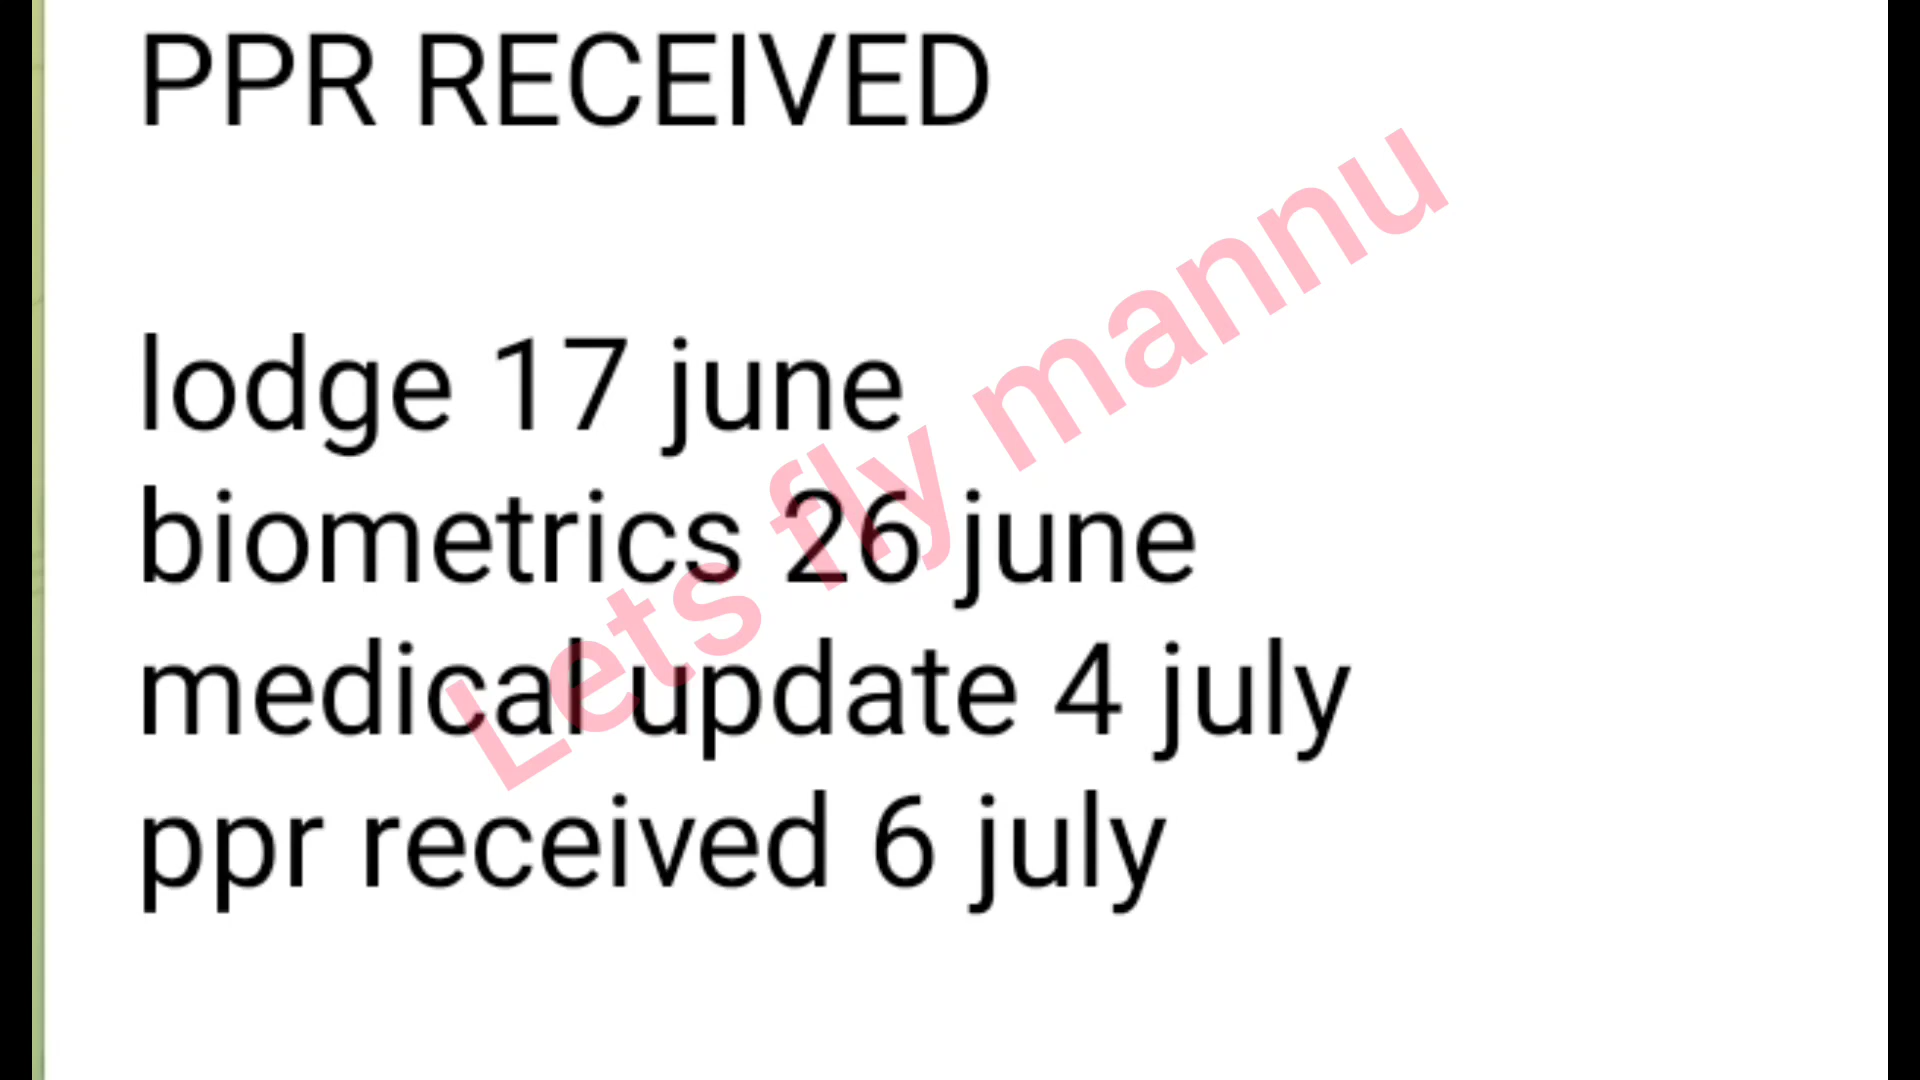 PPR RECEIVED
lodge 17 june
biometrics 26 june
medical update 4 july
ppr received 6 july
Lets fly mannu